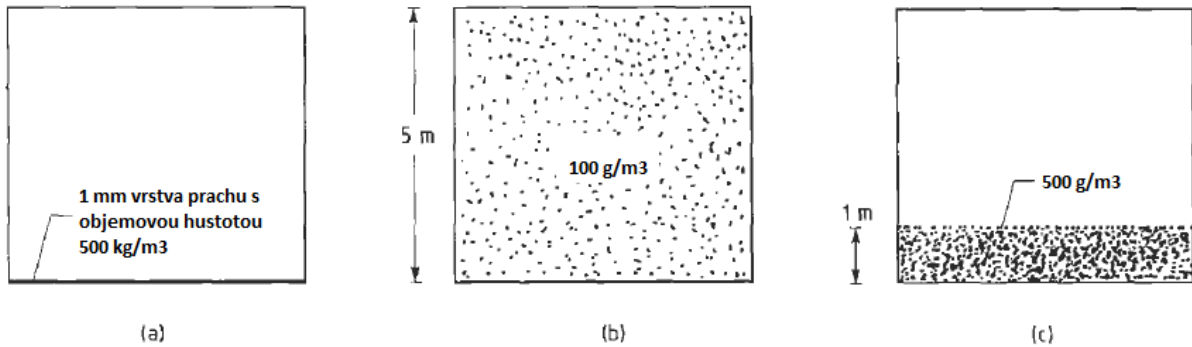 1 mm vrstva prachu s
objemovou hustotou
500 kg/m3
(a)
5 m
100 g/m3
(b)
500 g/m3
1 m
(c)